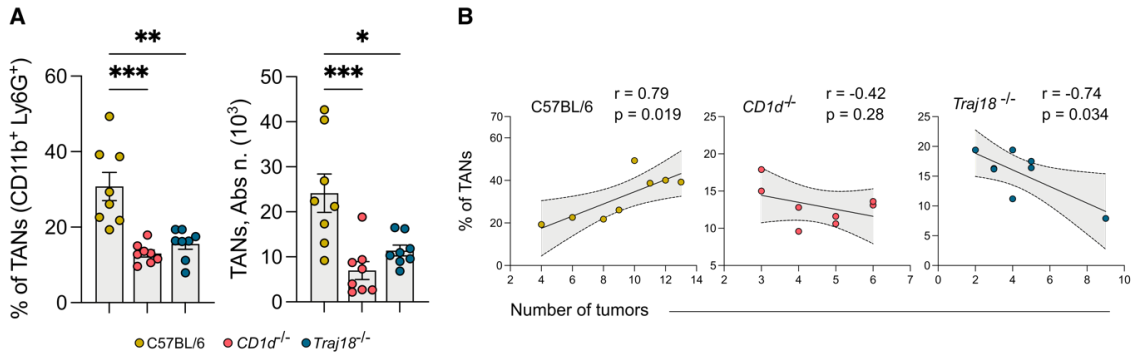 A
% of TANs (CD11b⁺ Ly6G⁺)
60
40
20
0
**
***
TANs, Abs n. (10³)
50
40
30
20
10
0
*
***
C57BL/6 CD1d⁻/⁻ Traj18⁻/⁻
B
% of TANs
C57BL/6
r = 0.79
p = 0.019
70
60
40
20
0
2 4 6 8 10 12 14
CD1d⁻/⁻
r = -0.42
p = 0.28
25
20
15
10
5
2 3 4 5 6 7
Traj18 ⁻/⁻
r = -0.74
p = 0.034
25
20
15
10
5
0
0 2 4 6 8 10
Number of tumors